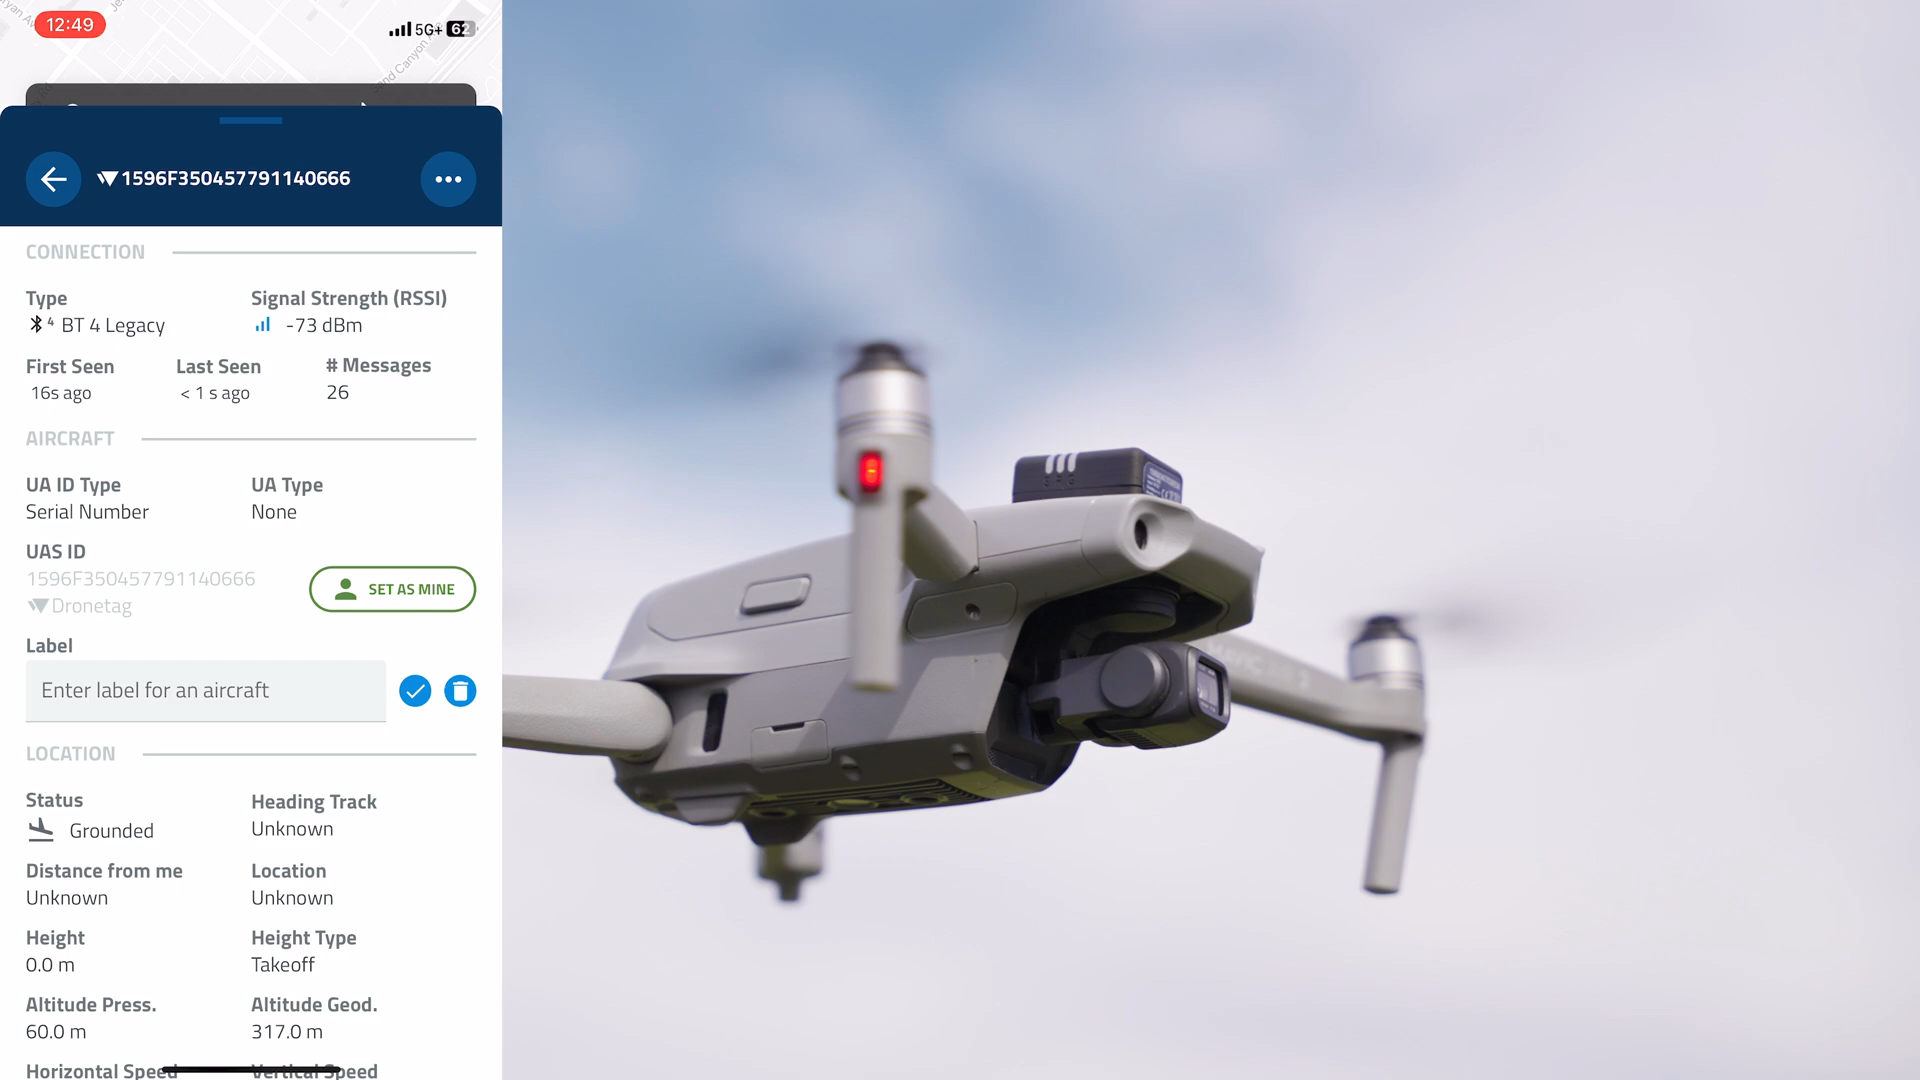 12:49
5G+ 62
1596F350457791140666
CONNECTION
Type
Signal Strength (RSSI)
4 BT 4 Legacy
-73 dBm
First Seen
Last Seen
# Messages
16s ago
< 1 s ago
26
AIRCRAFT
UA ID Type
UA Type
Serial Number
None
UAS ID
1596F350457791140666
Dronetag
SET AS MINE
Label
Enter label for an aircraft
LOCATION
Status
Heading Track
Grounded
Unknown
Distance from me
Location
Unknown
Unknown
Height
Height Type
0.0 m
Takeoff
Altitude Press.
Altitude Geod.
60.0 m
317.0 m
Horizontal Speed
Vertical Speed